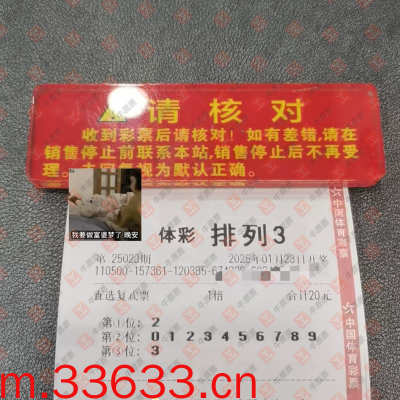 请 核 对
收到彩票后请核对！如有差错,请在
销售停止前联系本站,销售停止后不再受
理。 视为默认正确。
我要做富婆梦了 晚安
体彩 排列3
第 25023期 2025年01月23日开奖
110500-157361-120335-
直选复式票 1倍 合计20元
第1位: 2
第2位: 0 1 2 3 4 5 6 7 8 9
第3位: 3
中国体育彩票
中国体育彩票
m.33633.cn